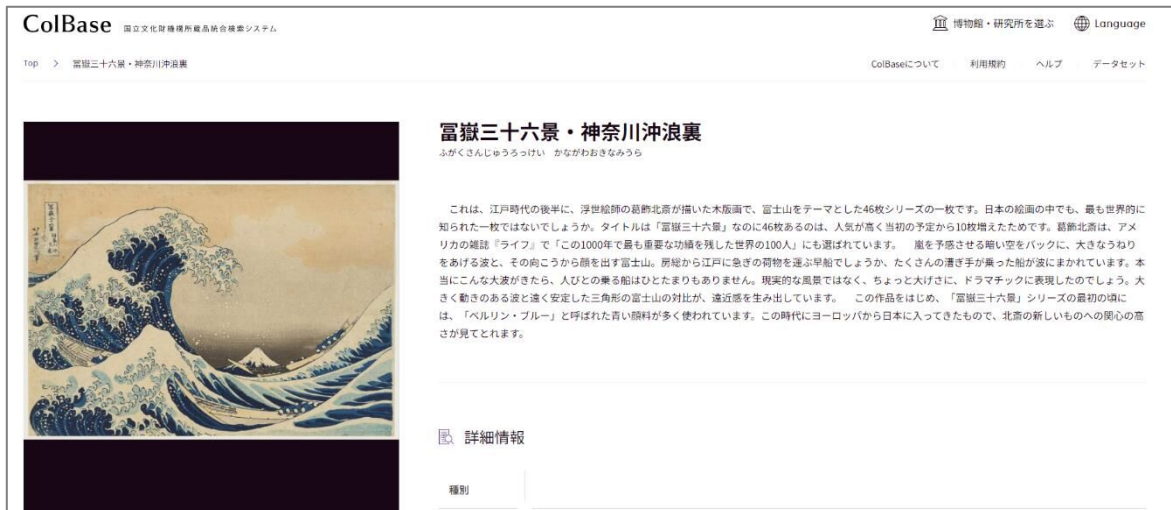 ColBase 国立文化財機構所蔵品統合検索システム
博物館・研究所を選ぶ Language
Top > 冨嶽三十六景・神奈川沖浪裏
ColBaseについて 利用規約 ヘルプ データセット
冨嶽三十六景・神奈川沖浪裏
ふがくさんじゅうろっけい かながわおきなみうら
これは、江戸時代の後半に、浮世絵師の葛飾北斎が描いた木版画で、富士山をテーマとした46枚シリーズの一枚です。日本の絵画の中でも、最も世界的に
知られた一枚ではないでしょうか。タイトルは「冨嶽三十六景」なのに46枚あるのは、人気が高く当初の予定から10枚増えたためです。葛飾北斎は、アメ
リカの雑誌『ライフ』で「この1000年で最も重要な功績を残した世界の100人」にも選ばれています。 嵐を予感させる暗い空をバックに、大きなうねり
をあげる波と、その向こうから顔を出す富士山。房総から江戸に急ぎの荷物を運ぶ早船でしょうか、たくさんの漕ぎ手が乗った船が波にまかれています。本
当にこんな大波がきたら、人びとの乗る船はひとたまりもありません。現実的な風景ではなく、ちょっと大げさに、ドラマチックに表現したのでしょう。大
きく動きのある波と遠く安定した三角形の富士山の対比が、遠近感を生み出しています。 この作品をはじめ、「冨嶽三十六景」シリーズの最初の頃に
は、「ベルリン・ブルー」と呼ばれた青い顔料が多く使われています。この時代にヨーロッパから日本に入ってきたもので、北斎の新しいものへの関心の高
さが見てとれます。
詳細情報
種別